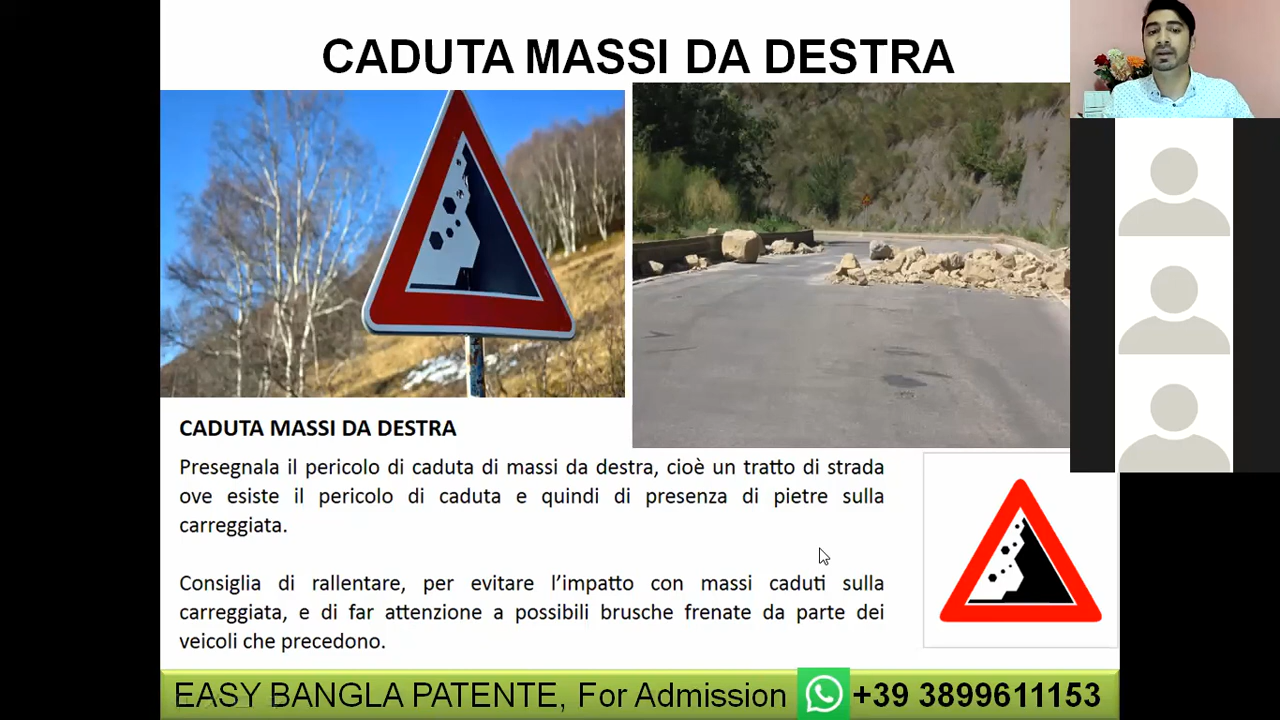 CADUTA MASSI DA DESTRA
CADUTA MASSI DA DESTRA
Presegnala il pericolo di caduta di massi da destra, cioè un tratto di strada
ove esiste il pericolo di caduta e quindi di presenza di pietre sulla
carreggiata.
Consiglia di rallentare, per evitare l’impatto con massi caduti sulla
carreggiata, e di far attenzione a possibili brusche frenate da parte dei
veicoli che precedono.
EASY BANGLA PATENTE, For Admission +39 3899611153